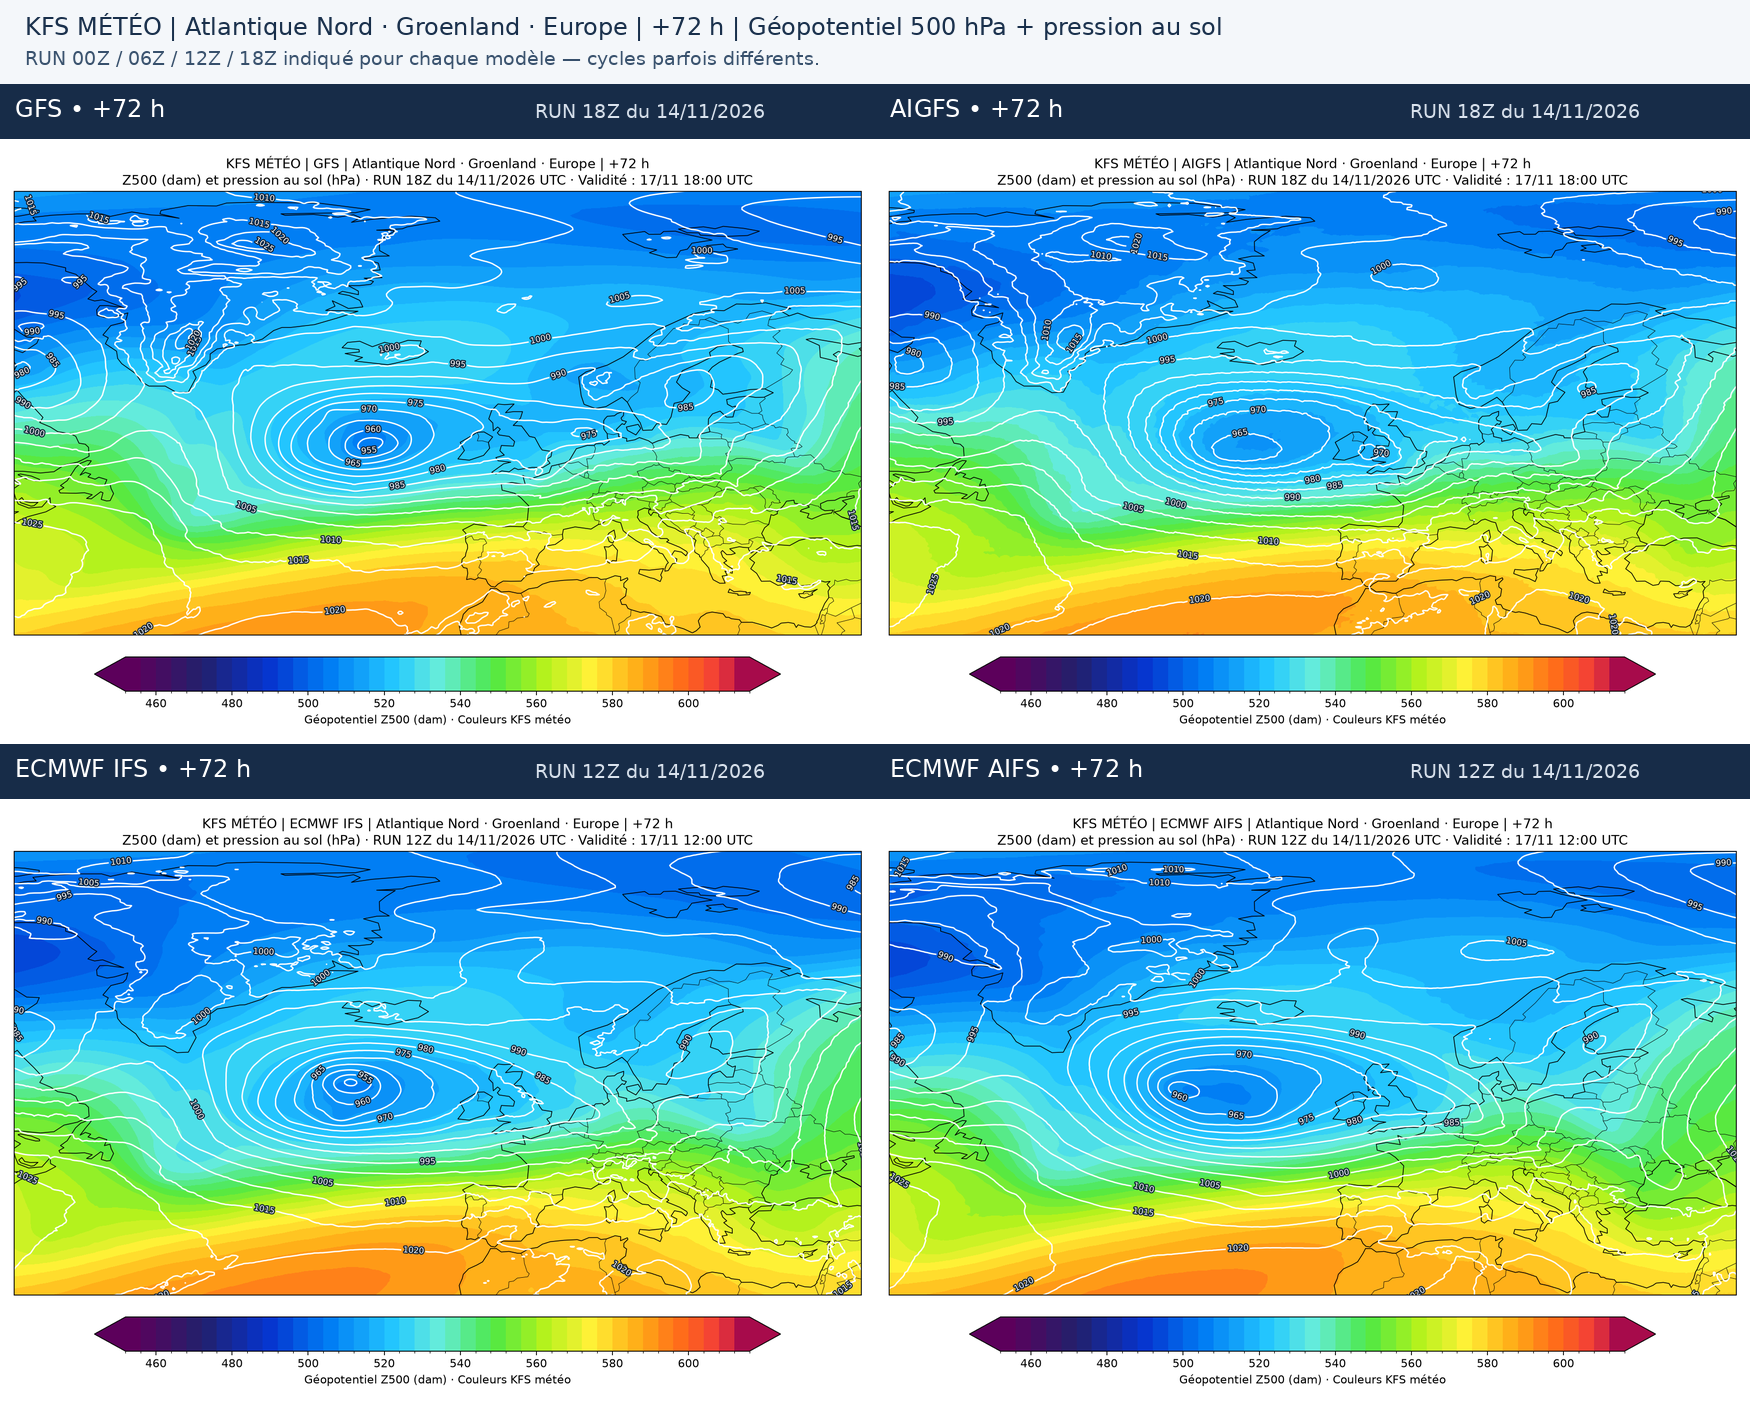 KFS MÉTÉO | Atlantique Nord · Groenland · Europe | +72 h | Géopotentiel 500 hPa + pression au sol
RUN 00Z / 06Z / 12Z / 18Z indiqué pour chaque modèle — cycles parfois différents.
GFS • +72 h RUN 18Z du 14/11/2026
KFS MÉTÉO | GFS | Atlantique Nord · Groenland · Europe | +72 h
Z500 (dam) et pression au sol (hPa) · RUN 18Z du 14/11/2026 UTC · Validité : 17/11 18:00 UTC
460 480 500 520 540 560 580 600
Géopotentiel Z500 (dam) · Couleurs KFS météo
AIGFS • +72 h RUN 18Z du 14/11/2026
KFS MÉTÉO | AIGFS | Atlantique Nord · Groenland · Europe | +72 h
Z500 (dam) et pression au sol (hPa) · RUN 18Z du 14/11/2026 UTC · Validité : 17/11 18:00 UTC
460 480 500 520 540 560 580 600
Géopotentiel Z500 (dam) · Couleurs KFS météo
ECMWF IFS • +72 h RUN 12Z du 14/11/2026
KFS MÉTÉO | ECMWF IFS | Atlantique Nord · Groenland · Europe | +72 h
Z500 (dam) et pression au sol (hPa) · RUN 12Z du 14/11/2026 UTC · Validité : 17/11 12:00 UTC
460 480 500 520 540 560 580 600
Géopotentiel Z500 (dam) · Couleurs KFS météo
ECMWF AIFS • +72 h RUN 12Z du 14/11/2026
KFS MÉTÉO | ECMWF AIFS | Atlantique Nord · Groenland · Europe | +72 h
Z500 (dam) et pression au sol (hPa) · RUN 12Z du 14/11/2026 UTC · Validité : 17/11 12:00 UTC
460 480 500 520 540 560 580 600
Géopotentiel Z500 (dam) · Couleurs KFS météo